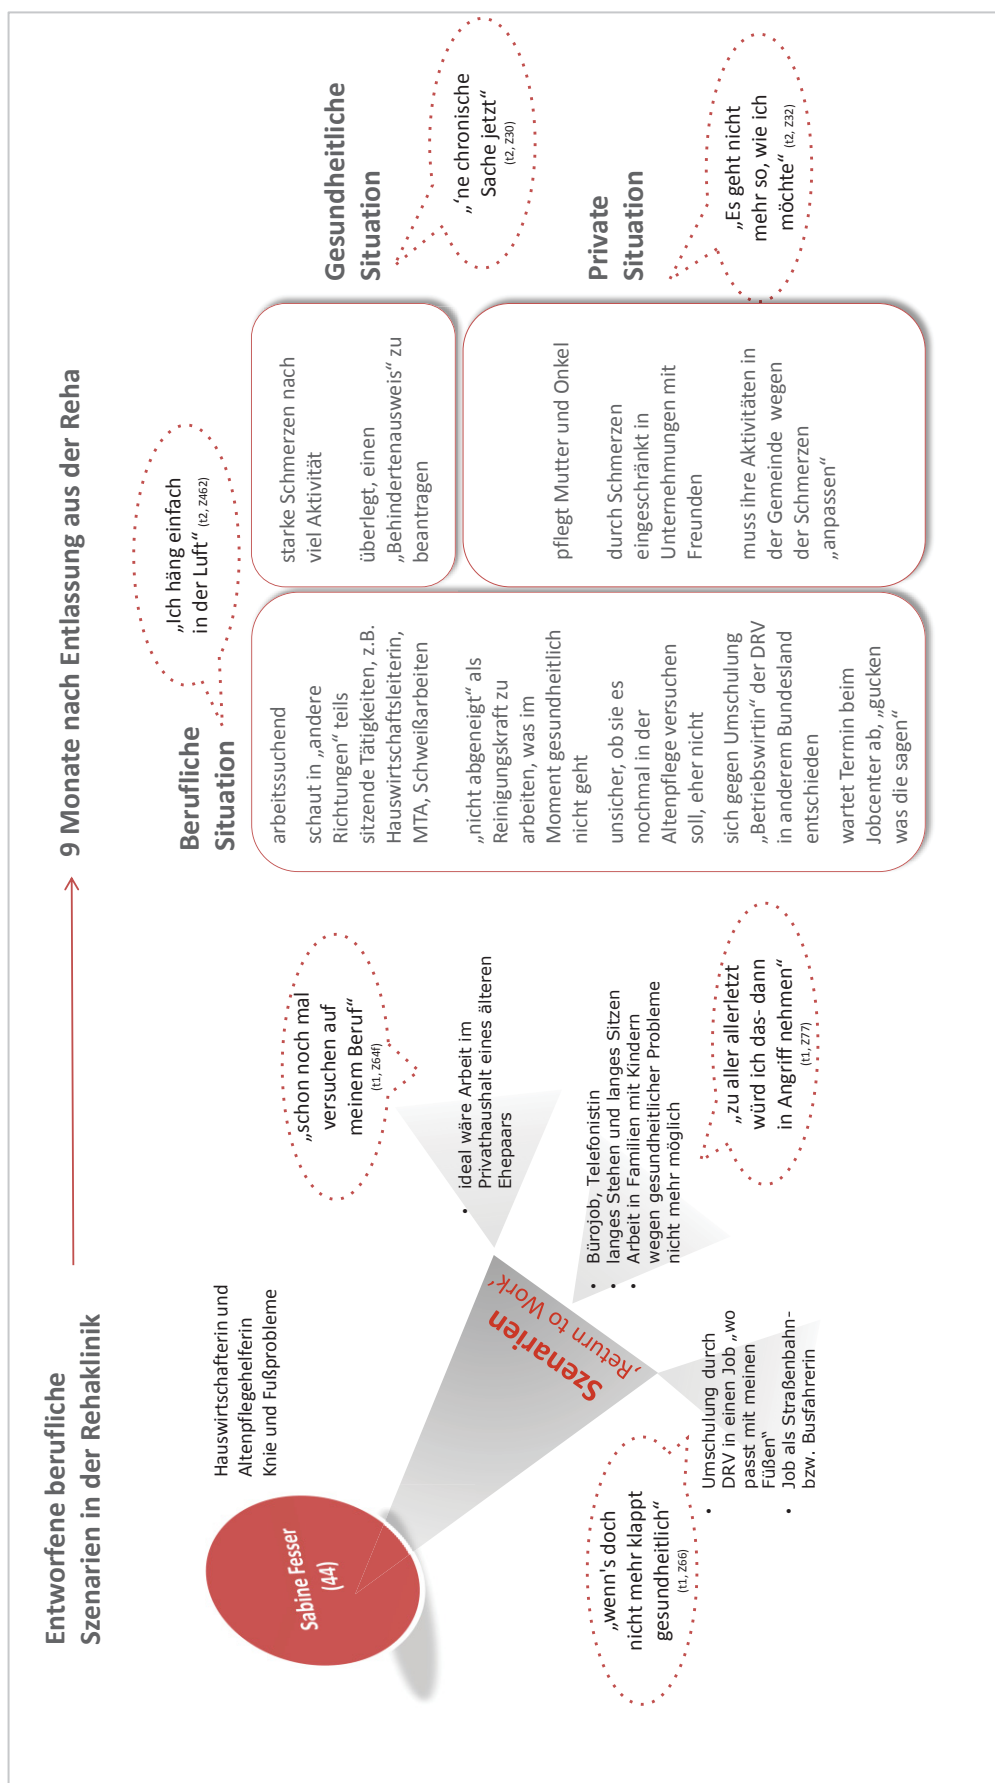 Entworfene berufliche
Szenarien in der Rehaklinik
9 Monate nach Entlassung aus der Reha
Sabine Fesser
(44)
Hauswirtschafterin und
Altenpflegehelferin
Knie und Fußprobleme
Szenarien
‚Return to Work‘
„schon noch mal
versuchen auf
meinem Beruf“
(t1, Z64f)
• ideal wäre Arbeit im
Privathaushalt eines älteren
Ehepaars
• Bürojob, Telefonistin
• langes Stehen und langes Sitzen
• Arbeit in Familien mit Kindern
wegen gesundheitlicher Probleme
nicht mehr möglich
„zu aller allerletzt
würd ich das- dann
in Angriff nehmen“
(t1, Z77)
„wenn's doch
nicht mehr klappt
gesundheitlich“
(t1, Z66)
• Umschulung durch
DRV in einen Job „wo
passt mit meinen
Füßen“
• Job als Straßenbahn-
bzw. Busfahrerin
Berufliche
Situation
„Ich häng einfach
in der Luft“ (t2, Z462)
arbeitssuchend
schaut in „andere
Richtungen“ teils
sitzende Tätigkeiten, z.B.
Hauswirtschaftsleiterin,
MTA, Schweißarbeiten
„nicht abgeneigt“ als
Reinigungskraft zu
arbeiten, was im
Moment gesundheitlich
nicht geht
unsicher, ob sie es
nochmal in der
Altenpflege versuchen
soll, eher nicht
sich gegen Umschulung
„Betriebswirtin“ der DRV
in anderem Bundesland
entschieden
wartet Termin beim
Jobcenter ab, „gucken
was die sagen“
Gesundheitliche
Situation
„'ne chronische
Sache jetzt“
(t2, Z30)
starke Schmerzen nach
viel Aktivität
überlegt, einen
„Behindertenausweis“ zu
beantragen
Private
Situation
„Es geht nicht
mehr so, wie ich
möchte“ (t2, Z32)
pflegt Mutter und Onkel
durch Schmerzen
eingeschränkt in
Unternehmungen mit
Freunden
muss ihre Aktivitäten in
der Gemeinde wegen
der Schmerzen
„anpassen“